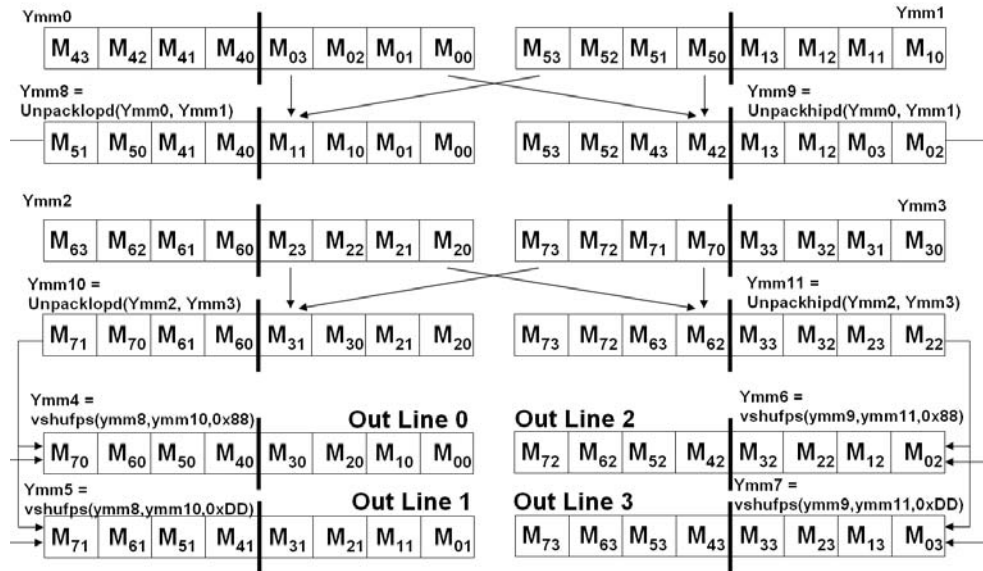 Ymm0 Ymm1
M43 M42 M41 M40 M03 M02 M01 M00 M53 M52 M51 M50 M13 M12 M11 M10
Ymm8 = Ymm9 =
Unpacklopd(Ymm0, Ymm1) Unpackhipd(Ymm0, Ymm1)
M51 M50 M41 M40 M11 M10 M01 M00 M53 M52 M43 M42 M13 M12 M03 M02
Ymm2 Ymm3
M63 M62 M61 M60 M23 M22 M21 M20 M73 M72 M71 M70 M33 M32 M31 M30
Ymm10 = Ymm11 =
Unpacklopd(Ymm2, Ymm3) Unpackhipd(Ymm2, Ymm3)
M71 M70 M61 M60 M31 M30 M21 M20 M73 M72 M63 M62 M33 M32 M23 M22
Ymm4 = Ymm6 =
vshufps(ymm8,ymm10,0x88) Out Line 0 Out Line 2 vshufps(ymm9,ymm11,0x88)
M70 M60 M50 M40 M30 M20 M10 M00 M72 M62 M52 M42 M32 M22 M12 M02
Ymm5 = Ymm7 =
vshufps(ymm8,ymm10,0xDD) Out Line 1 Out Line 3 vshufps(ymm9,ymm11,0xDD)
M71 M61 M51 M41 M31 M21 M11 M01 M73 M63 M53 M43 M33 M23 M13 M03